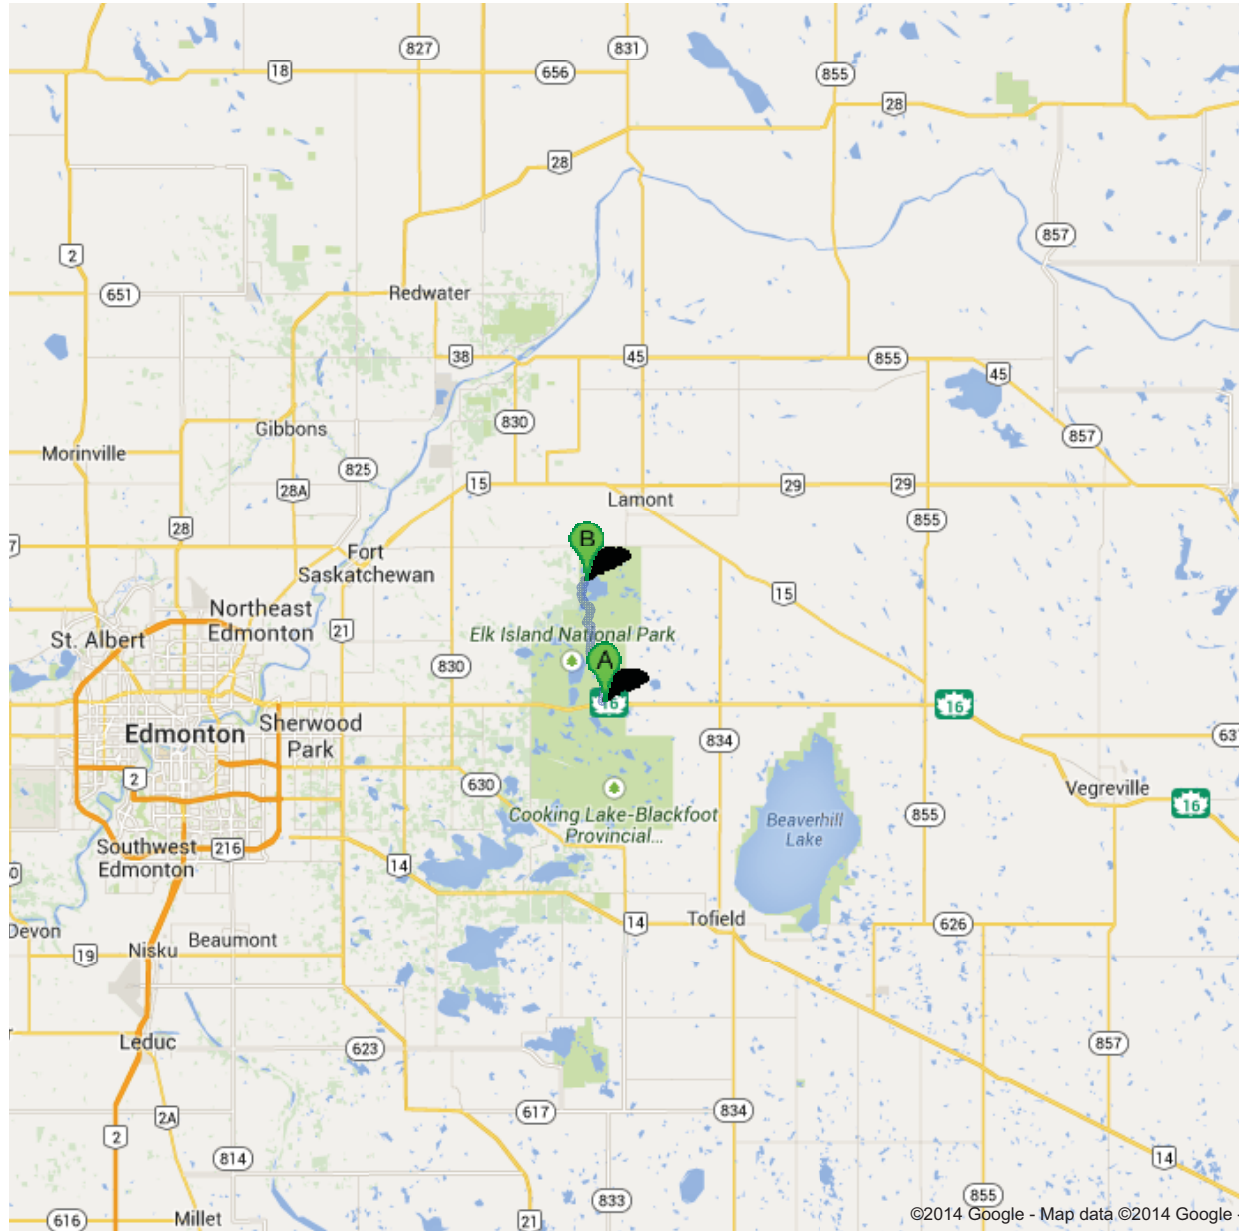 827
831
18
656
855
28
28
857
2
651
Redwater
38
45
855
45
830
857
Gibbons
Morinville
825
15
28A
29
29
Lamont
855
28
B
Fort
Saskatchewan
15
Northeast
Edmonton
21
Elk Island National Park
St. Albert
830
A
16
16
Sherwood
Park
Edmonton
834
2
630
Vegreville
16
855
Cooking Lake-Blackfoot
Provincial...
Beaverhill
Lake
Southwest
Edmonton
216
14
Tofield
14
626
Devon
Beaumont
19
Nisku
Leduc
623
857
617
834
2A
2
814
14
833
855
616
Millet
21
©2014 Google - Map data ©2014 Google -